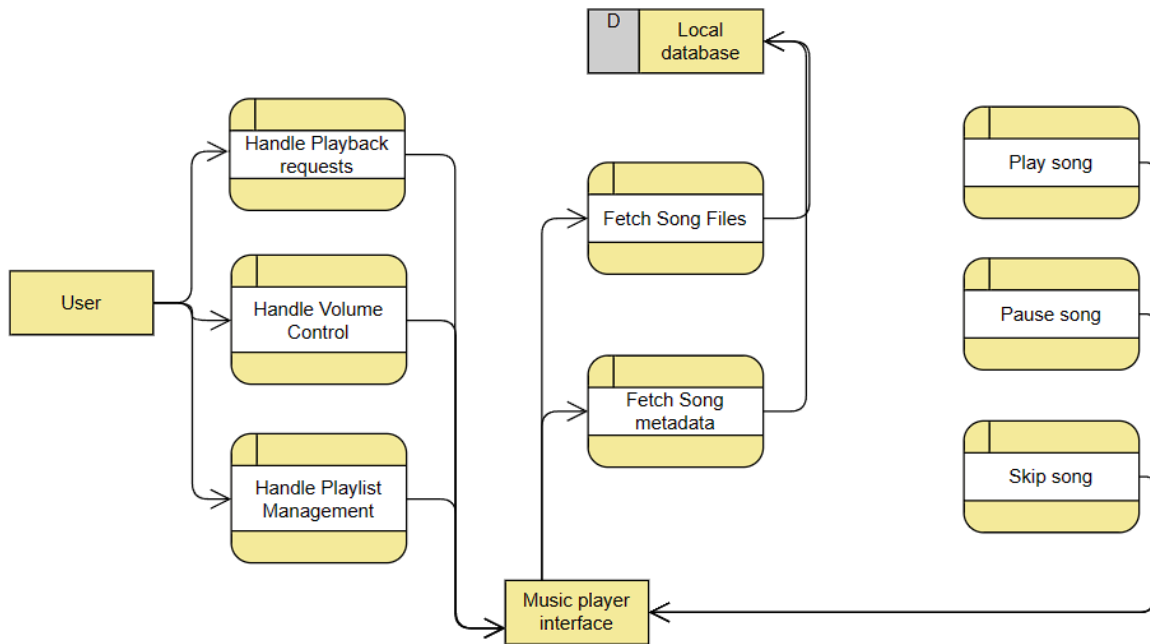 D
Local
database
Handle Playback
requests
Play song
Fetch Song Files
User
Handle Volume
Control
Pause song
Fetch Song
metadata
Handle Playlist
Management
Skip song
Music player
interface